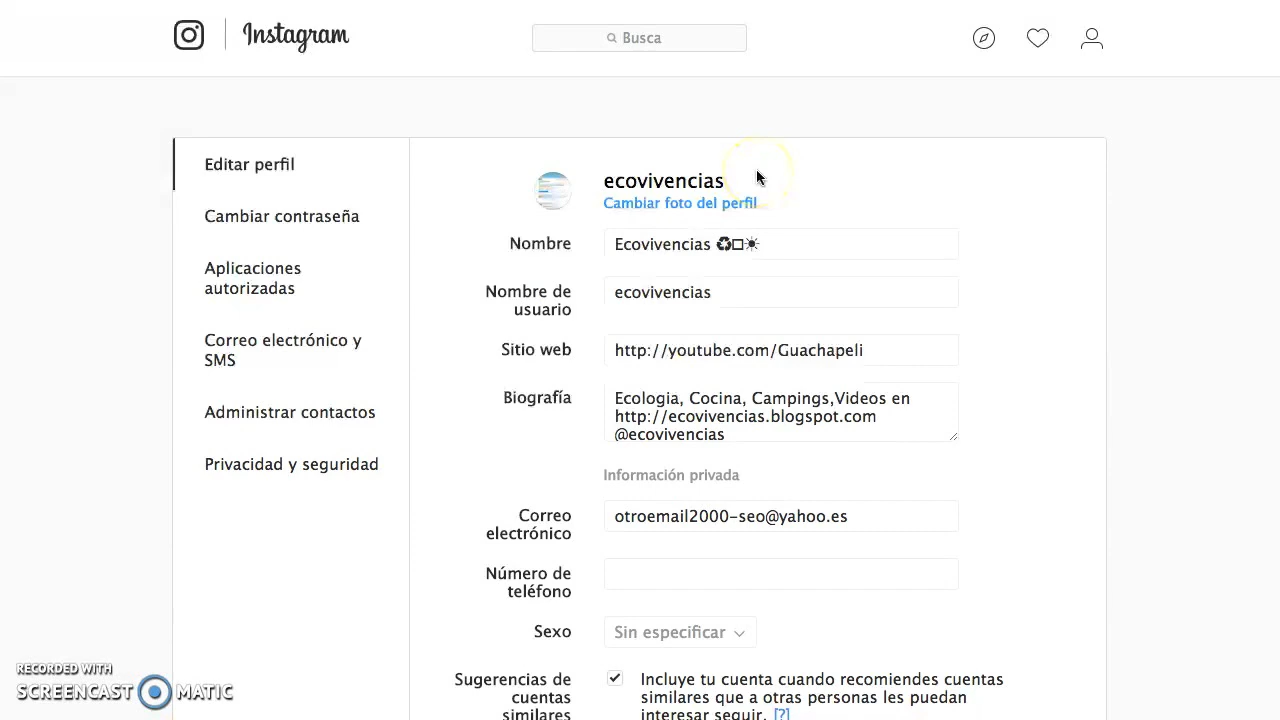 Instagram
Busca
Editar perfil
Cambiar contraseña
Aplicaciones
autorizadas
Correo electrónico y
SMS
Administrar contactos
Privacidad y seguridad
ecovivencias
Cambiar foto del perfil
Nombre
Ecovivencias ♻□☀
Nombre de
usuario
ecovivencias
Sitio web
http://youtube.com/Guachapeli
Biografía
Ecologia, Cocina, Campings,Videos en
http://ecovivencias.blogspot.com
@ecovivencias
Información privada
Correo
electrónico
otroemail2000-seo@yahoo.es
Número de
teléfono
Sexo
Sin especificar
Sugerencias de
cuentas
similares
Incluye tu cuenta cuando recomiendes cuentas
similares que a otras personas les puedan
interesar seguir. [?]
RECORDED WITH
SCREENCAST MATIC